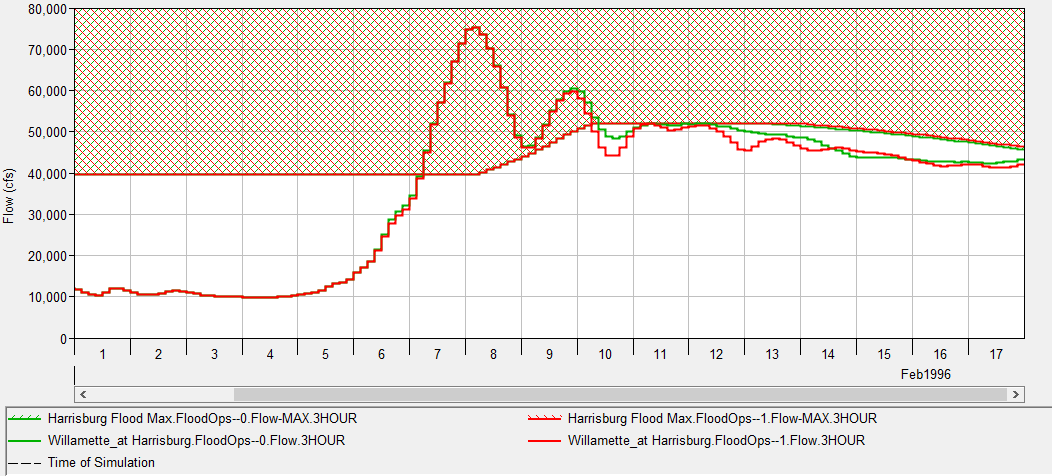 80,000
70,000
60,000
50,000
40,000
30,000
20,000
10,000
0
Flow (cfs)
1 2 3 4 5 6 7 8 9 10 11 12 13 14 15 16 17
Feb1996
Harrisburg Flood Max.FloodOps--0.Flow-MAX.3HOUR Harrisburg Flood Max.FloodOps--1.Flow-MAX.3HOUR
Willamette_at Harrisburg.FloodOps--0.Flow.3HOUR Willamette_at Harrisburg.FloodOps--1.Flow.3HOUR
Time of Simulation